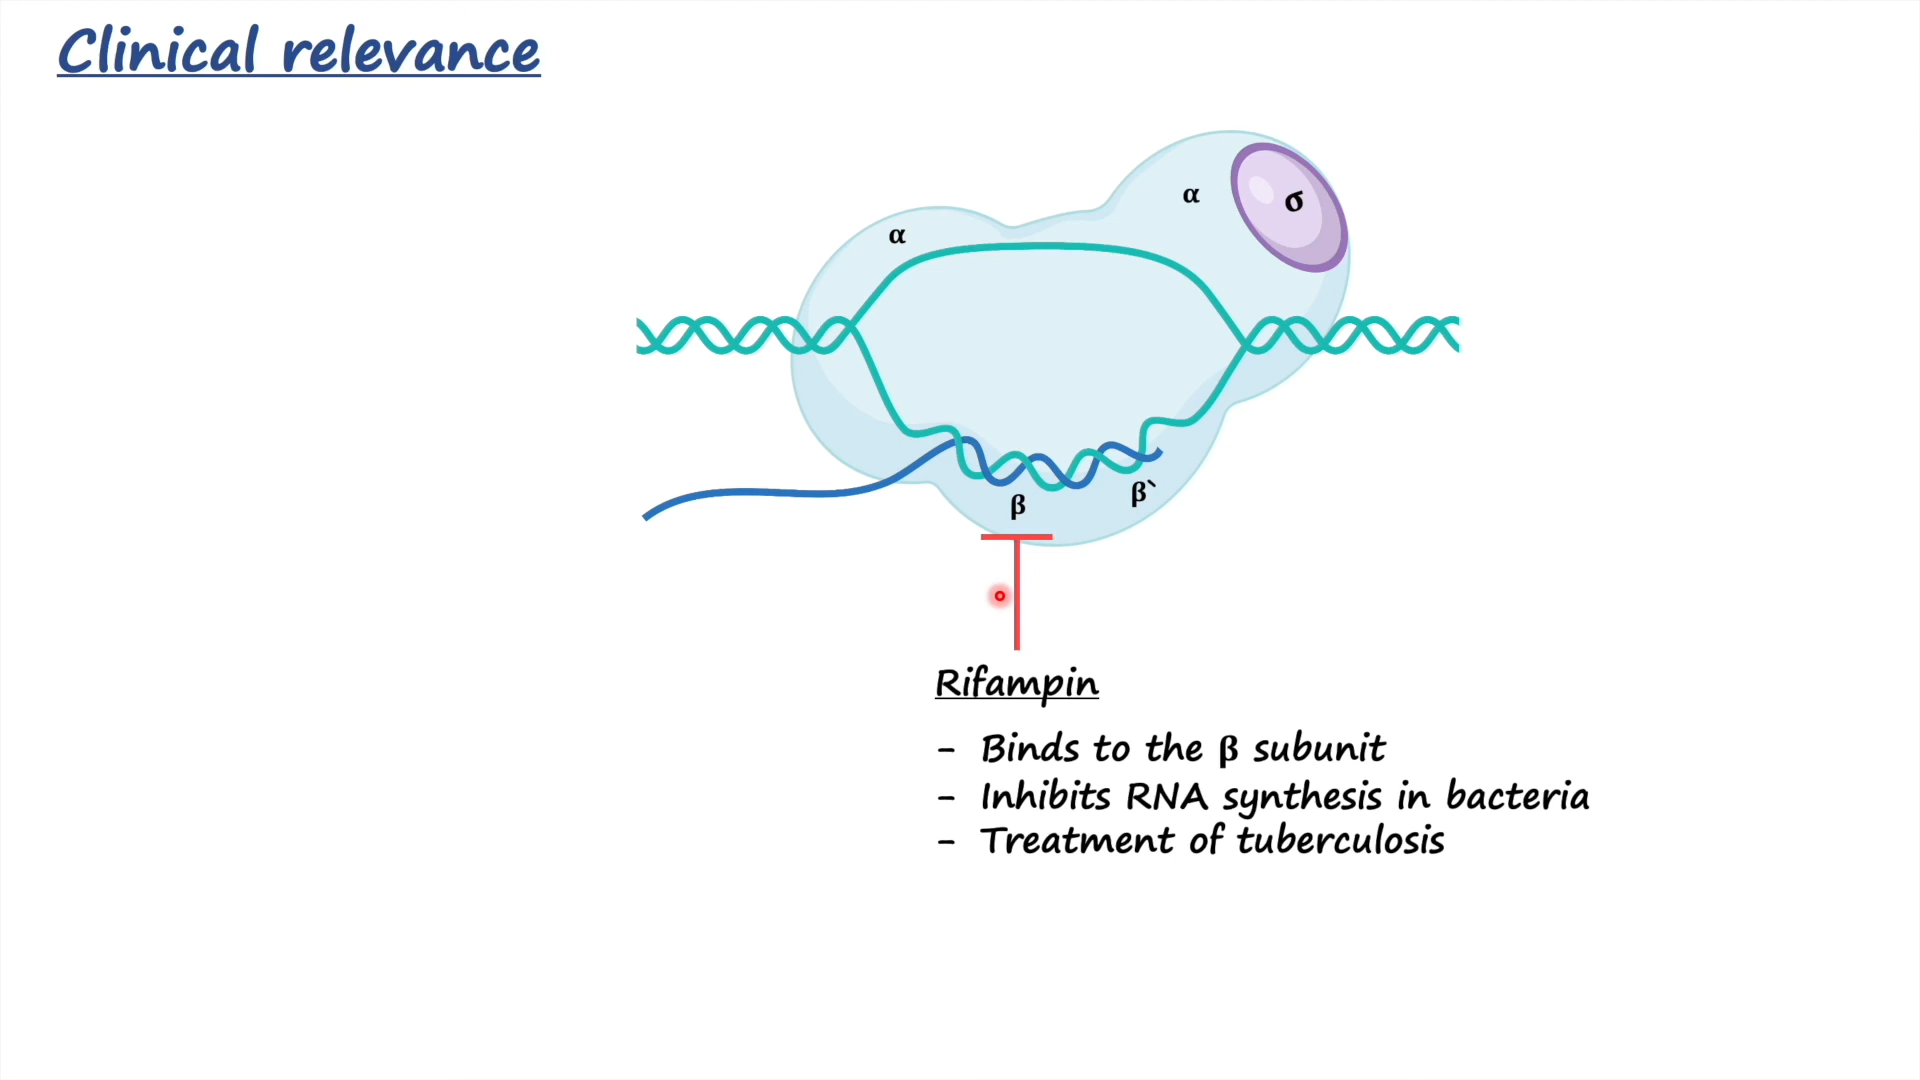 Clinical relevance
α
σ
α
β
β`
Rifampin
- Binds to the β subunit
- Inhibits RNA synthesis in bacteria
- Treatment of tuberculosis